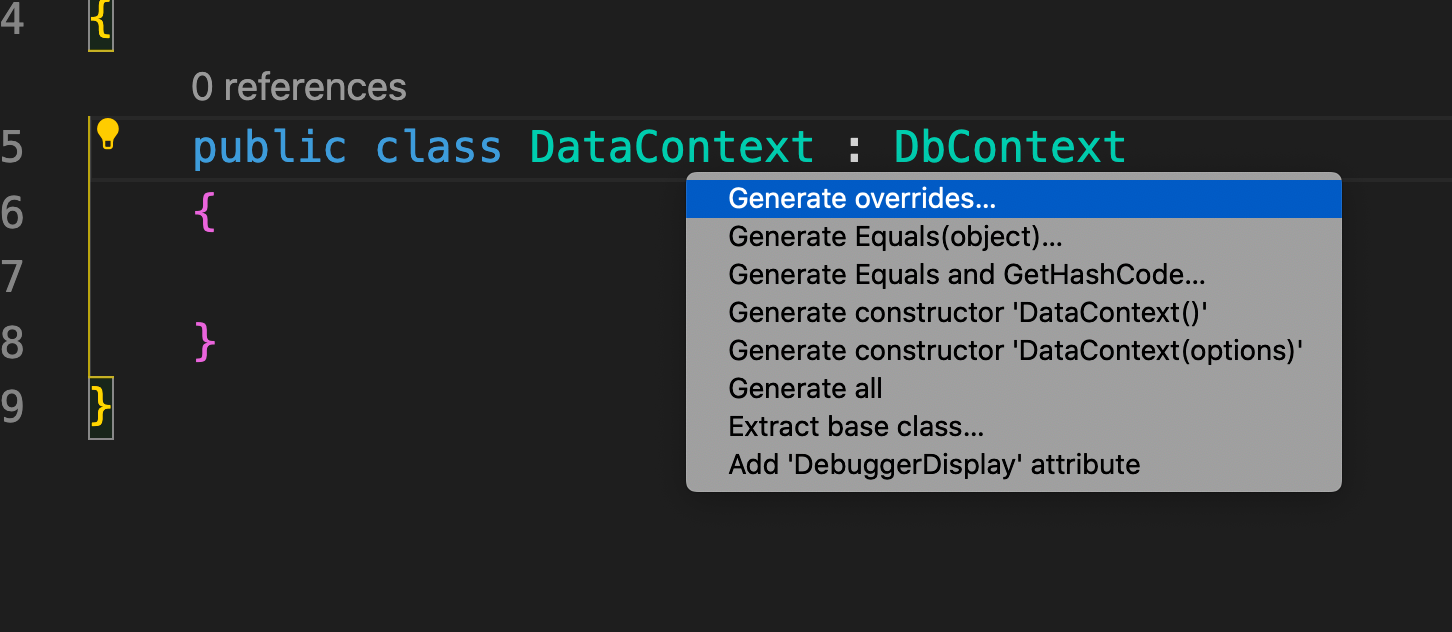 4 {
0 references
5 public class DataContext : DbContext
6 {
7
8 }
9 }
Generate overrides...
Generate Equals(object)...
Generate Equals and GetHashCode...
Generate constructor 'DataContext()'
Generate constructor 'DataContext(options)'
Generate all
Extract base class...
Add 'DebuggerDisplay' attribute